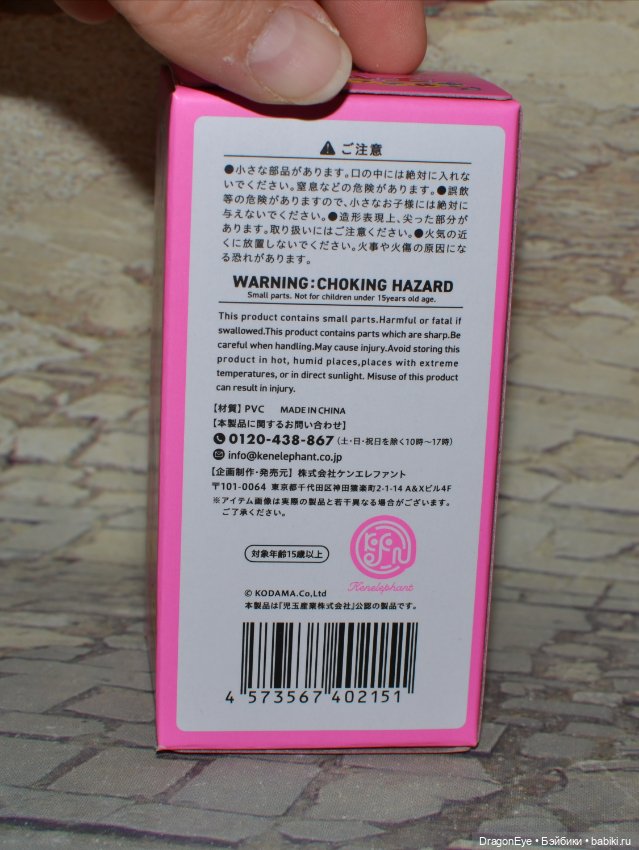 ⚠ ご注意
●小さな部品があります。口の中には絶対に入れな
いでください。窒息などの危険があります。●誤飲
等の危険がありますので、小さなお子様には絶対に
与えないでください。●造形表現上、尖った部分が
あります。取り扱いにはご注意ください。●火気の近
くに放置しないでください。火事や火傷の原因にな
る恐れがあります。
WARNING:CHOKING HAZARD
Small parts. Not for children under 15years old age.
This product contains small parts.Harmful or fatal if
swallowed.This product contains parts which are sharp.Be
careful when handling.May cause injury.Avoid storing this
product in hot, humid places,places with extreme
temperatures, or in direct sunlight. Misuse of this product
can result in injury.
【材質】PVC MADE IN CHINA
【本製品に関するお問い合わせ】
0120-438-867(土・日・祝日を除く10時〜17時)
info@kenelephant.co.jp
【企画制作・発売元】株式会社ケンエレファント
〒101-0064 東京都千代田区神田猿楽町2-1-14 A&Xビル4F
※アイテム画像は実際の製品と若干異なる場合がございます。
ご了承ください。
対象年齢15歳以上
Kenelephant
© KODAMA.Co,Ltd
本製品は「児玉産業株式会社」公認の製品です。
4 573567 402151
DragonEye • Бэйбики • babiki.ru